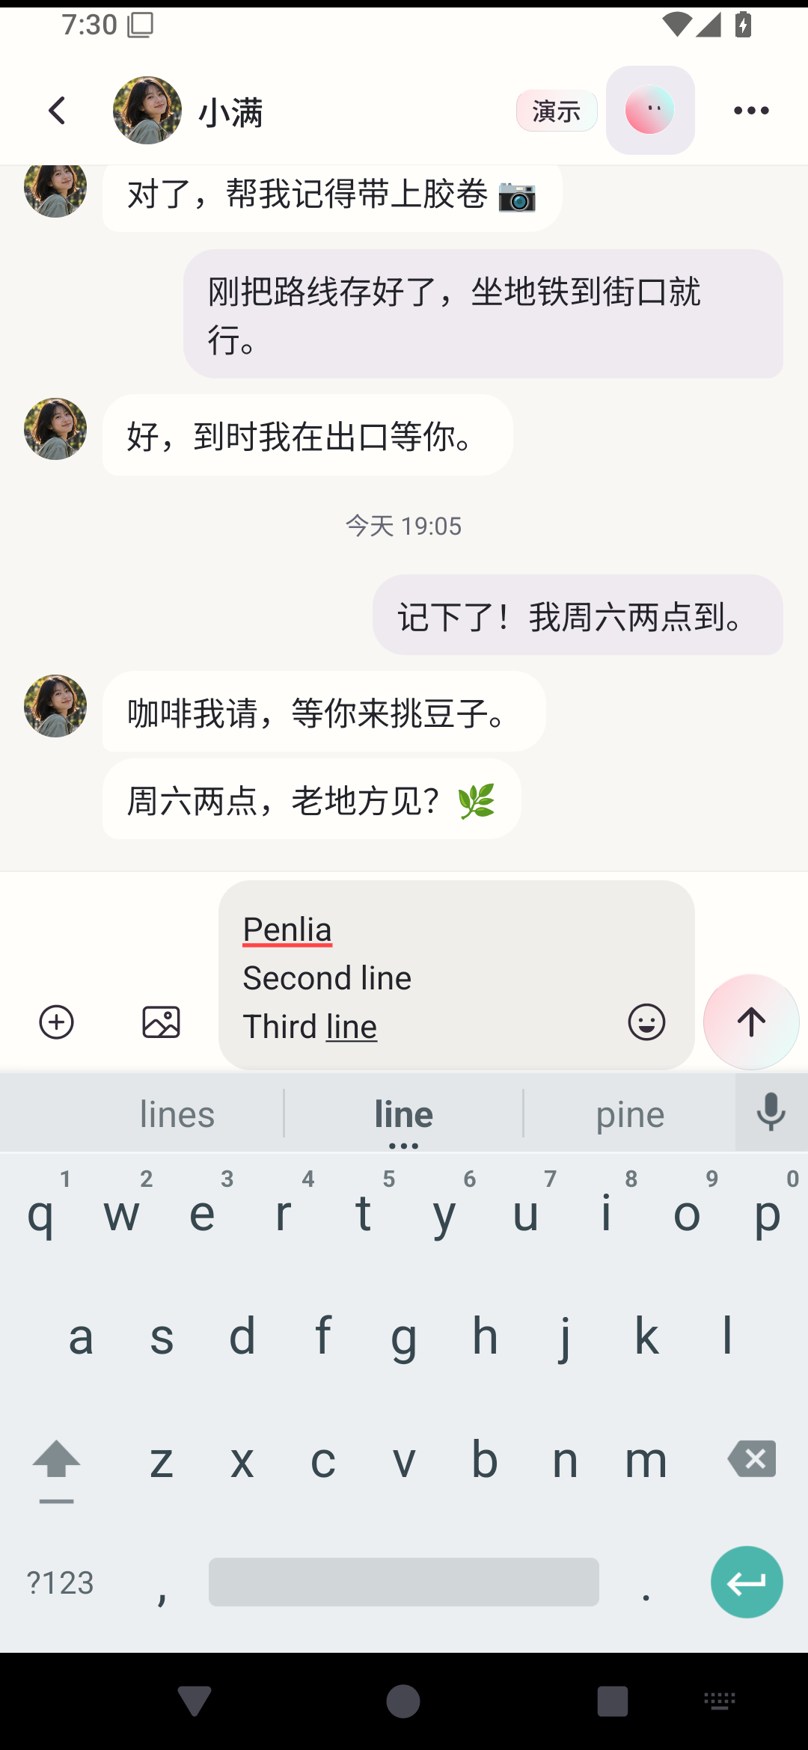 7:30
小满
演示
对了，帮我记得带上胶卷 📷
刚把路线存好了，坐地铁到街口就
行。
好，到时我在出口等你。
今天 19:05
记下了！我周六两点到。
咖啡我请，等你来挑豆子。
周六两点，老地方见？🌿
Penlia
Second line
Third line
lines line pine
1 2 3 4 5 6 7 8 9 0
q w e r t y u i o p
a s d f g h j k l
z x c v b n m
?123 , .